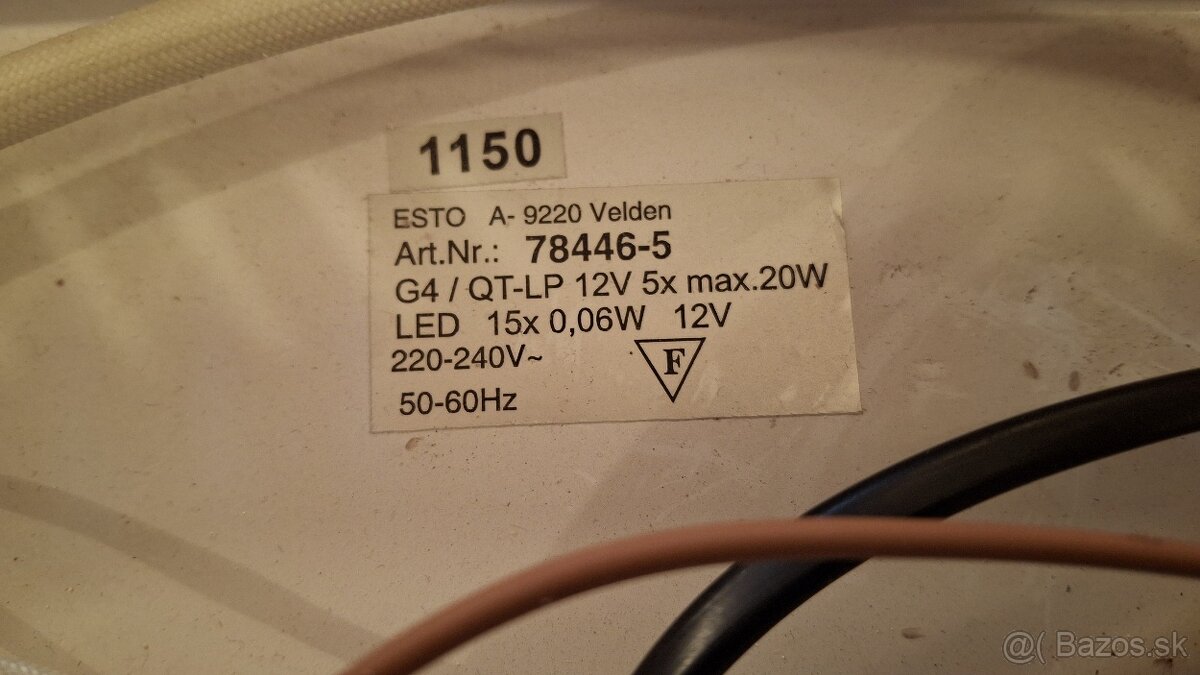 1150
ESTO A- 9220 Velden
Art.Nr.: 78446-5
G4 / QT-LP 12V 5x max.20W
LED 15x 0,06W 12V
220-240V~
F
50-60Hz
@( Bazos.sk